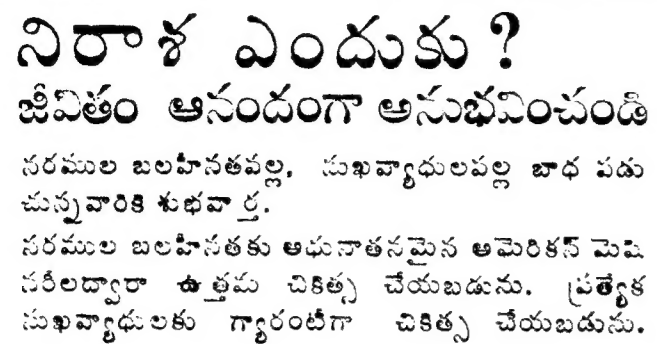 నిరాశ ఎందుకు ?
జీవితం ఆనందంగా అనుభవించండి
నరముల బలహీనతవల్ల, సుఖవ్యాధులవల్ల బాధ పడు
చున్నవారికి శుభవార్త.
నరముల బలహీనతకు ఆధునాతనమైన అమెరికన్ మెషి
నరీలద్వారా ఉత్తమ చికిత్స చేయబడును. ప్రత్యేక
సుఖవ్యాధులకు గ్యారంటీగా చికిత్స చేయబడును.